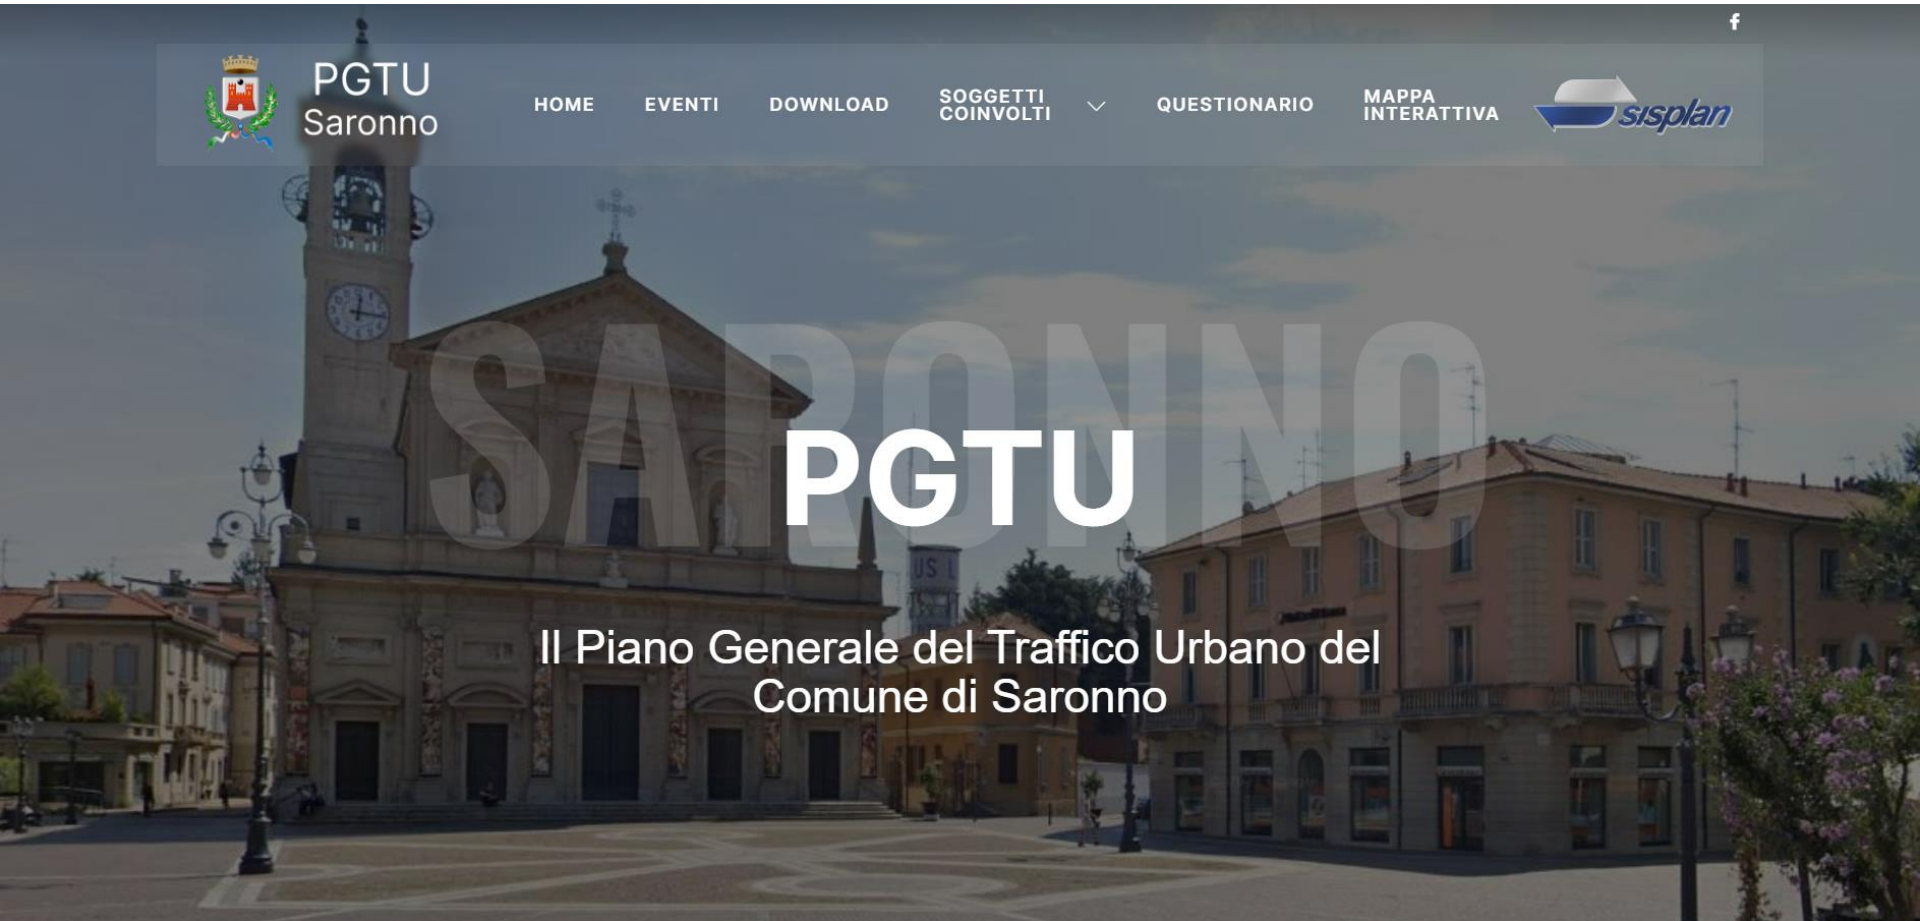 f
PGTU
Saronno
HOME
EVENTI
DOWNLOAD
SOGGETTI
COINVOLTI
QUESTIONARIO
MAPPA
INTERATTIVA
sisplan
SARONNO
PGTU
US L
Il Piano Generale del Traffico Urbano del
Comune di Saronno